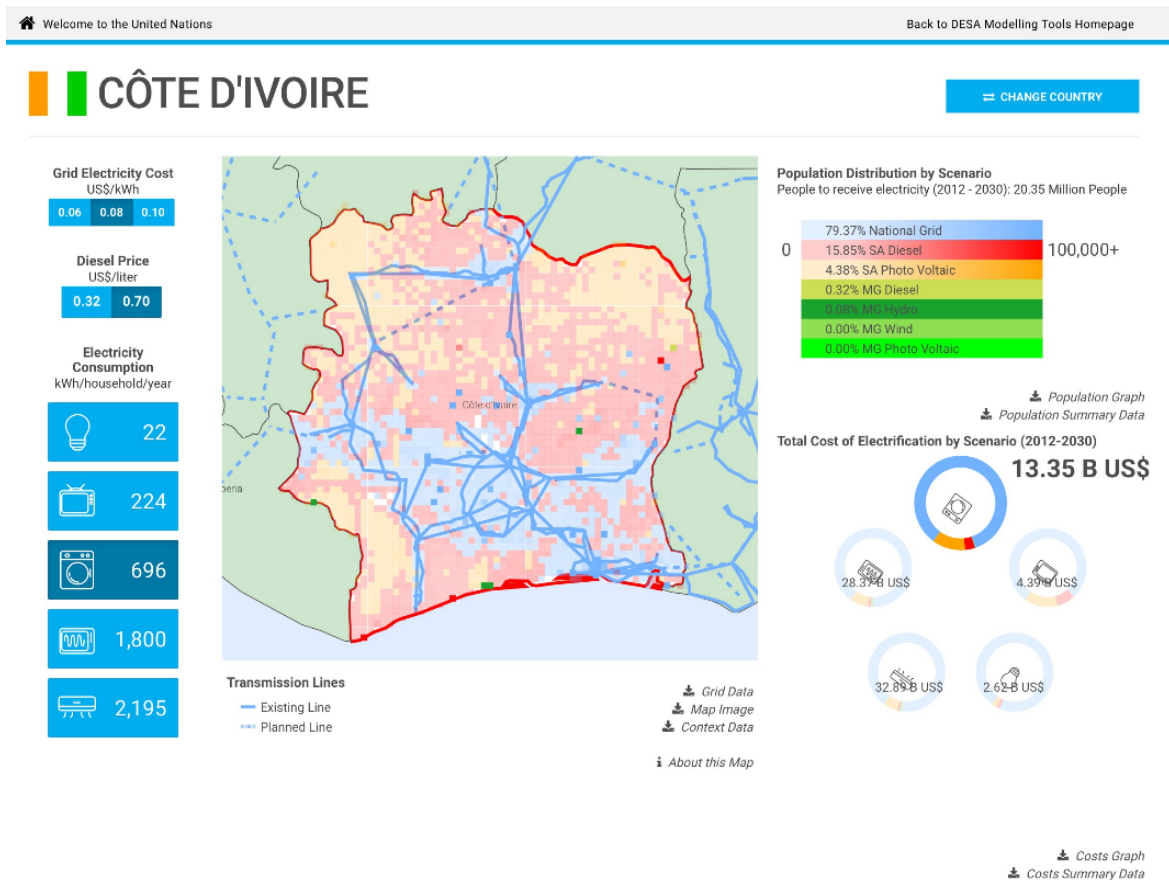 Welcome to the United Nations
Back to DESA Modelling Tools Homepage
CÔTE D'IVOIRE
CHANGE COUNTRY
Grid Electricity Cost
US$/kWh
0.06 0.08 0.10
Diesel Price
US$/liter
0.32 0.70
Electricity
Consumption
kWh/household/year
22
224
696
1,800
2,195
Côte d'Ivoire
beria
Transmission Lines
Existing Line
Planned Line
Grid Data
Map Image
Context Data
About this Map
Population Distribution by Scenario
People to receive electricity (2012 - 2030): 20.35 Million People
0
79.37% National Grid
15.85% SA Diesel
4.38% SA Photo Voltaic
0.32% MG Diesel
0.08% MG Hydro
0.00% MG Wind
0.00% MG Photo Voltaic
100,000+
Population Graph
Population Summary Data
Total Cost of Electrification by Scenario (2012-2030)
13.35 B US$
28.37 B US$
4.39 B US$
32.89 B US$
2.62 B US$
Costs Graph
Costs Summary Data